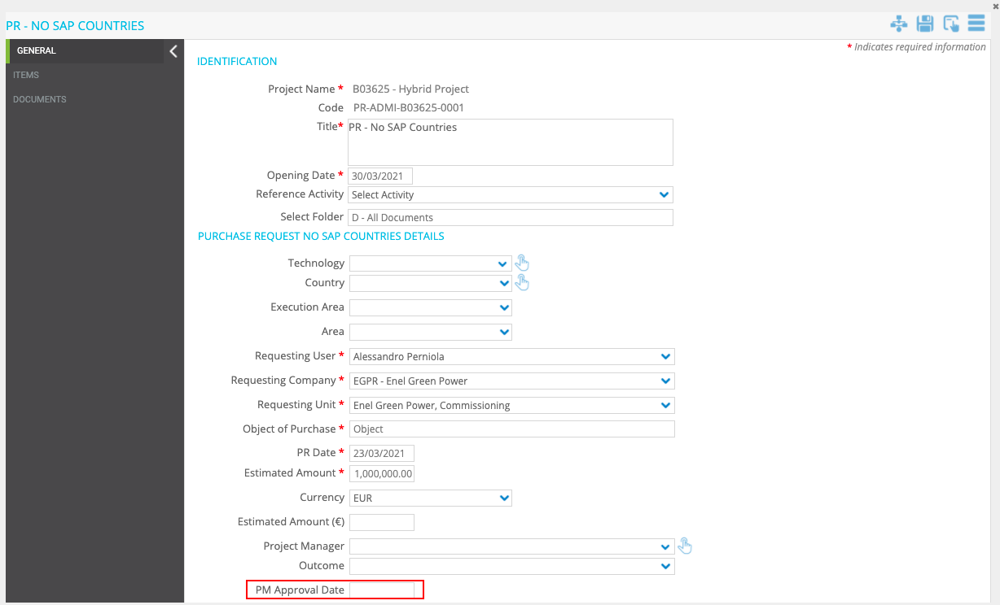 PR - NO SAP COUNTRIES
* Indicates required information
GENERAL
ITEMS
DOCUMENTS
IDENTIFICATION
Project Name * B03625 - Hybrid Project
Code PR-ADMI-B03625-0001
Title* PR - No SAP Countries
Opening Date * 30/03/2021
Reference Activity Select Activity
Select Folder D - All Documents
PURCHASE REQUEST NO SAP COUNTRIES DETAILS
Technology
Country
Execution Area
Area
Requesting User * Alessandro Perniola
Requesting Company * EGPR - Enel Green Power
Requesting Unit * Enel Green Power, Commissioning
Object of Purchase * Object
PR Date * 23/03/2021
Estimated Amount * 1,000,000.00
Currency EUR
Estimated Amount (€)
Project Manager
Outcome
PM Approval Date